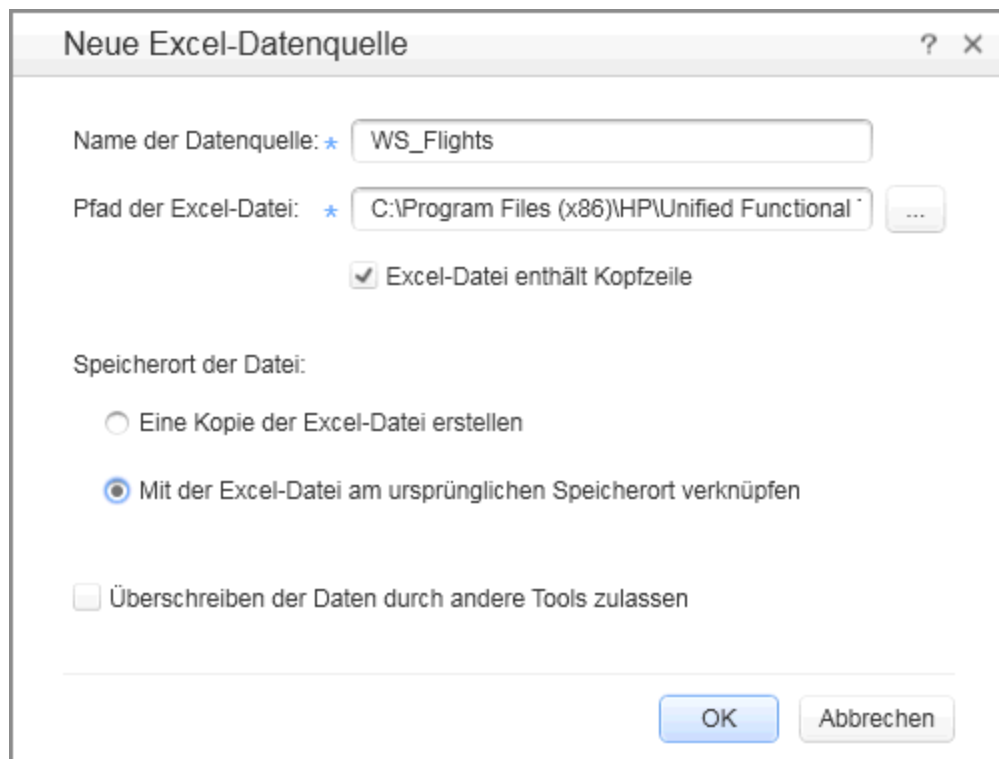 Neue Excel-Datenquelle ?
Name der Datenquelle: * WS_Flights
Pfad der Excel-Datei: * C:\Program Files (x86)\HP\Unified Functional ...
Excel-Datei enthält Kopfzeile
Speicherort der Datei:
Eine Kopie der Excel-Datei erstellen
Mit der Excel-Datei am ursprünglichen Speicherort verknüpfen
Überschreiben der Daten durch andere Tools zulassen
OK Abbrechen